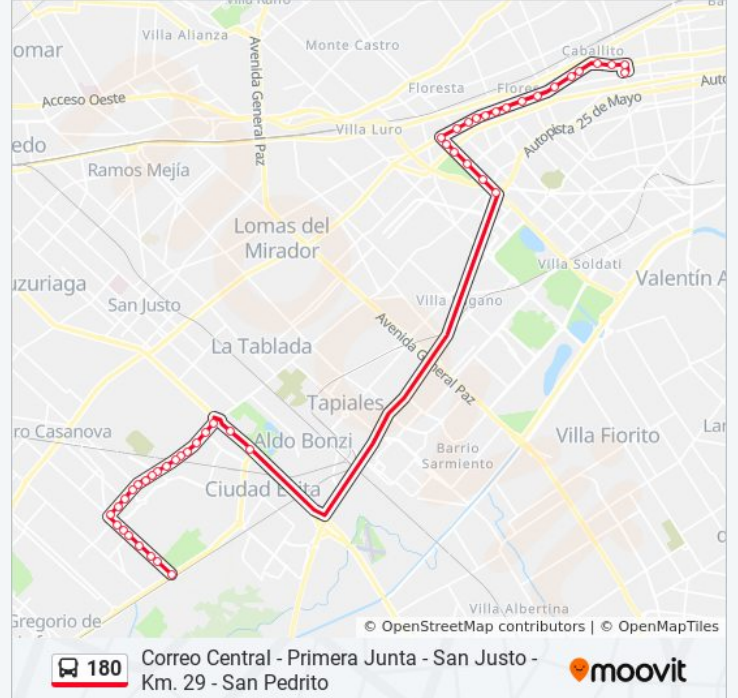 Villa Alianza
omar
Monte Castro
Caballito
Avenida General Paz
Acceso Oeste
Floresta
Flores
Autopista 25 de Mayo
Villa Luro
edo
Ramos Mejía
Lomas del
Mirador
Villa Soldati
uzuriaga
Valentín A
San Justo
Villa Lugano
La Tablada
Avenida General Paz
Tapiales
ro Casanova
Aldo Bonzi
Villa Fiorito
Barrio
Sarmiento
Ciudad Evita
Villa Albertina
Gregorio de
© OpenStreetMap contributors | © OpenMapTiles
180
Correo Central - Primera Junta - San Justo -
Km. 29 - San Pedrito
moovit